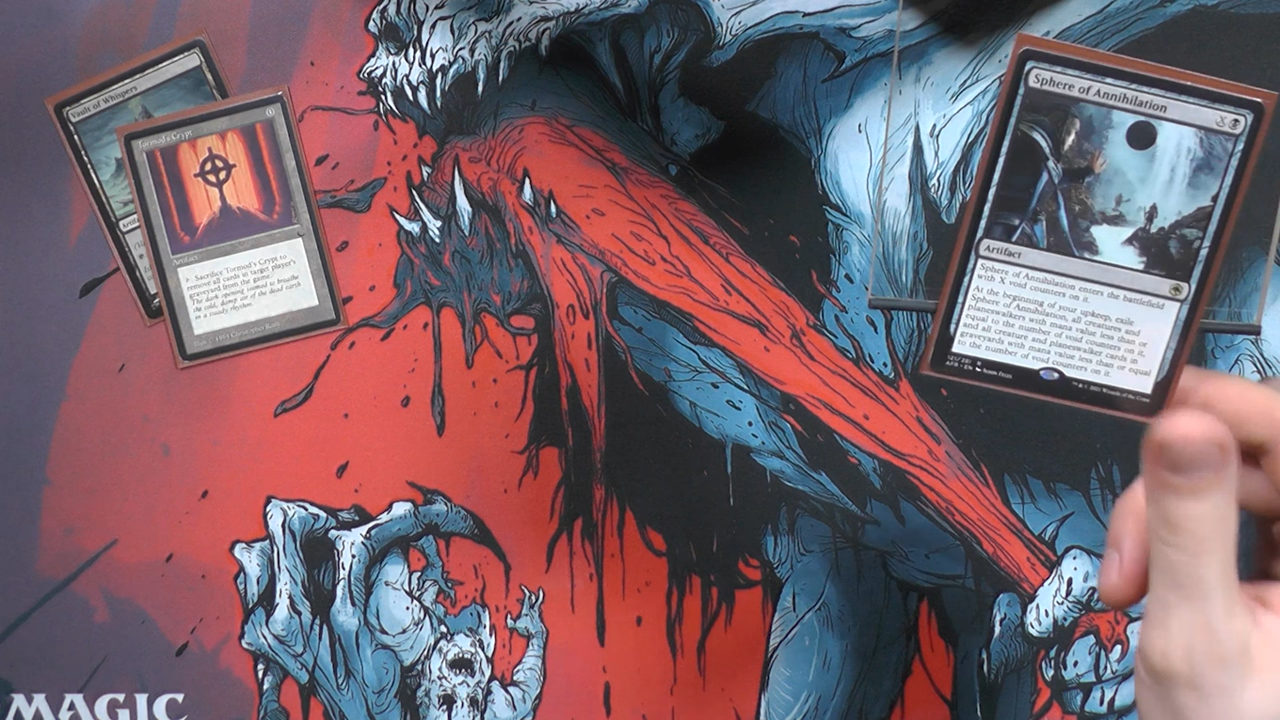 Vault of Whispers
Tormod's Crypt
0
Artifact
: Sacrifice Tormod's Crypt to
remove all cards in target player's
graveyard from the game.
The dark opening seemed to breathe
the cold, damp air of the dead earth
in a steady rhythm.
Sphere of Annihilation
X
Artifact
Sphere of Annihilation enters the battlefield
with X void counters on it.
At the beginning of your upkeep, exile
Sphere of Annihilation, all creatures and
planeswalkers with mana value less than or
equal to the number of void counters on it,
and all creature and planeswalker cards in
graveyards with mana value less than or equal
to the number of void counters on it.
MAGIC